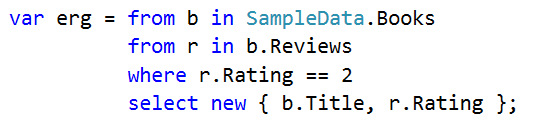 var erg = from b in SampleData.Books
          from r in b.Reviews
          where r.Rating == 2
          select new { b.Title, r.Rating };